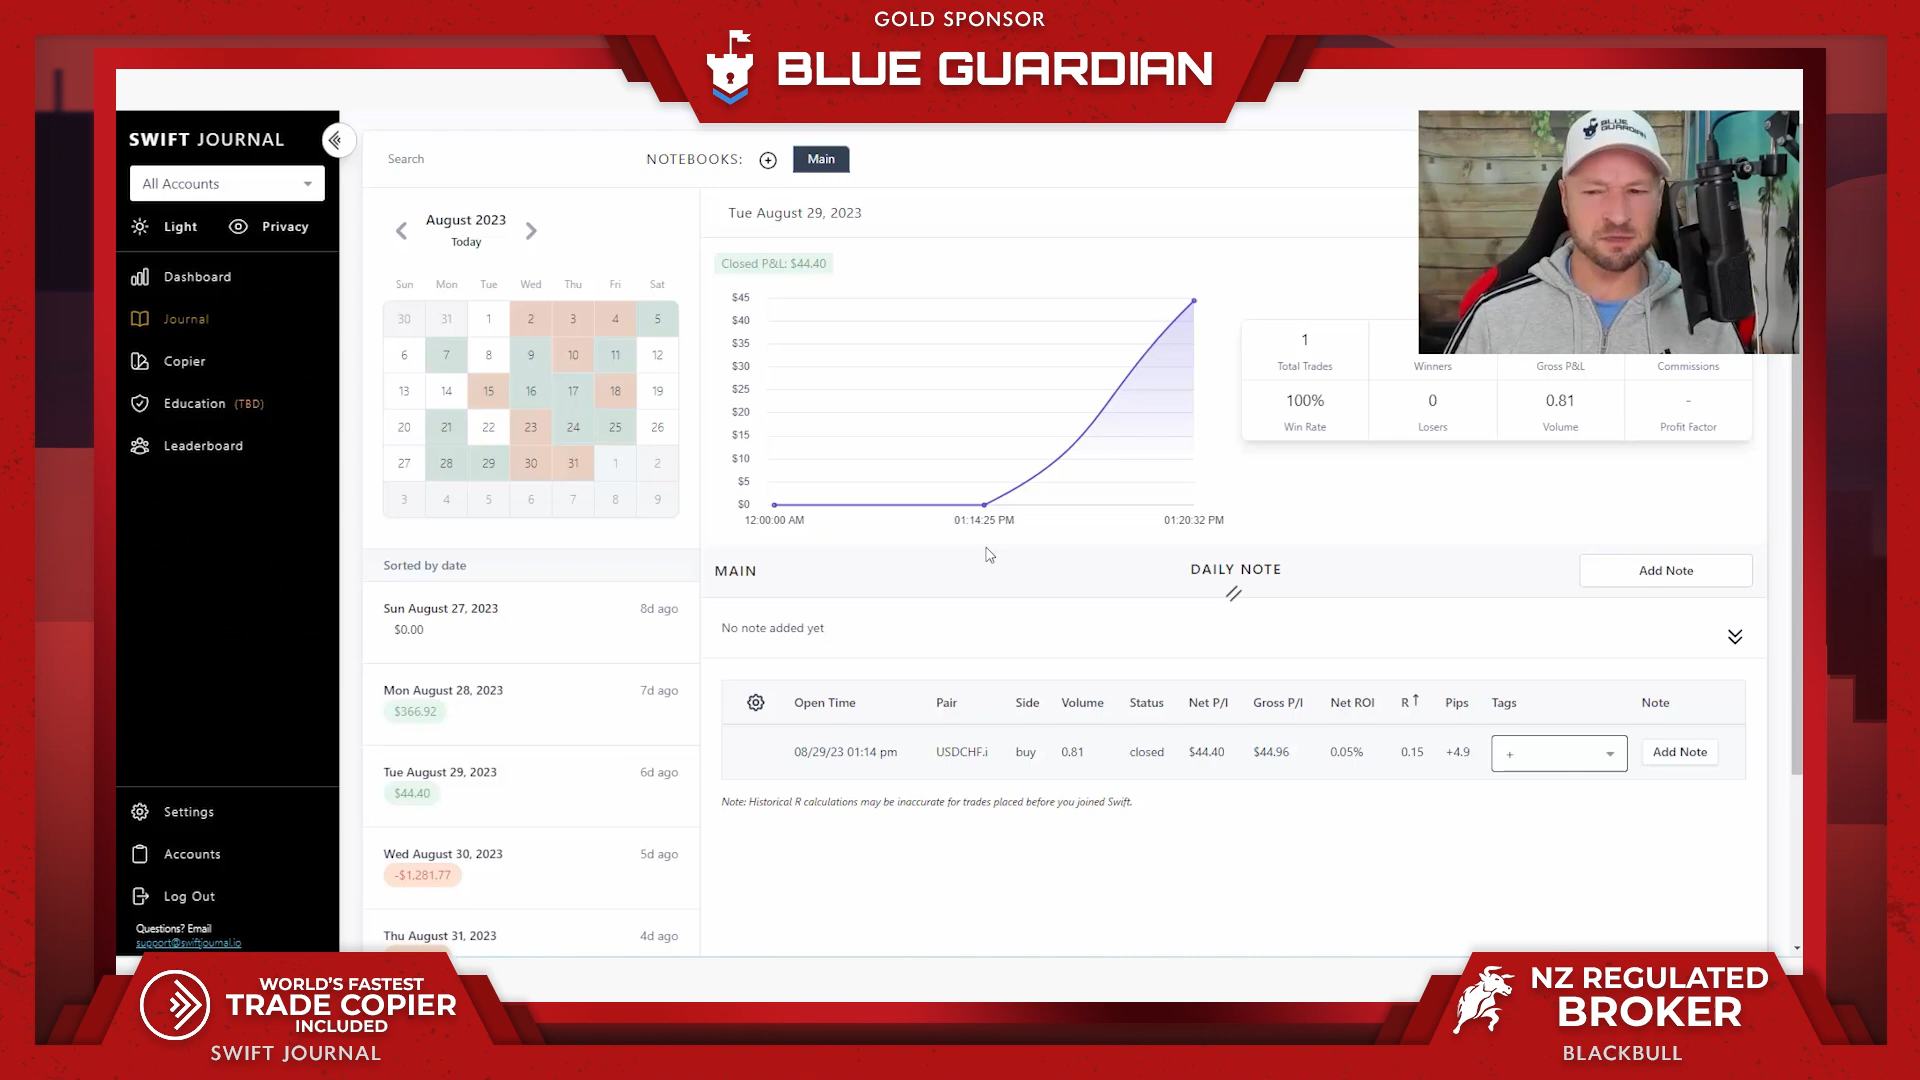 GOLD SPONSOR
BLUE GUARDIAN
SWIFT JOURNAL
All Accounts
Light
Privacy
Dashboard
Journal
Copier
Education (TBD)
Leaderboard
Settings
Accounts
Log Out
Questions? Email
support@swiftjournal.io
Search
NOTEBOOKS:
Main
August 2023
Today
Sun Mon Tue Wed Thu Fri Sat
30 31 1 2 3 4 5
6 7 8 9 10 11 12
13 14 15 16 17 18 19
20 21 22 23 24 25 26
27 28 29 30 31 1 2
3 4 5 6 7 8 9
Sorted by date
Sun August 27, 2023 8d ago
$0.00
Mon August 28, 2023 7d ago
$366.92
Tue August 29, 2023 6d ago
$44.40
Wed August 30, 2023 5d ago
-$1,281.77
Thu August 31, 2023 4d ago
Tue August 29, 2023
Closed P&L: $44.40
$45
$40
$35
$30
$25
$20
$15
$10
$5
$0
12:00:00 AM 01:14:25 PM 01:20:32 PM
1
Total Trades Winners Gross P&L Commissions
100% 0 0.81 -
Win Rate Losers Volume Profit Factor
BLUE GUARDIAN
MAIN
DAILY NOTE
Add Note
No note added yet
Open Time Pair Side Volume Status Net P/l Gross P/l Net ROI R↑ Pips Tags Note
08/29/23 01:14 pm USDCHF.i buy 0.81 closed $44.40 $44.96 0.05% 0.15 +4.9 + Add Note
Note: Historical R calculations may be inaccurate for trades placed before you joined Swift.
WORLD'S FASTEST
TRADE COPIER
INCLUDED
SWIFT JOURNAL
NZ REGULATED
BROKER
BLACKBULL